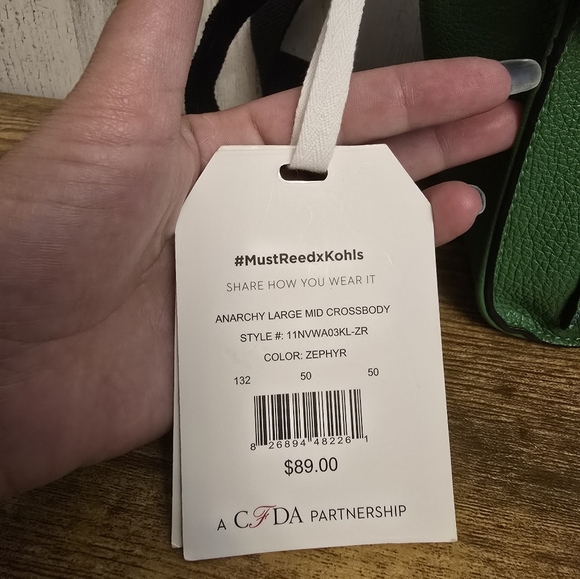 #MustReedxKohls
SHARE HOW YOU WEAR IT
ANARCHY LARGE MID CROSSBODY
STYLE #: 11NVWA03KL-ZR
COLOR: ZEPHYR
132 50 50
8 26894 48226 1
$89.00
A CFDA PARTNERSHIP